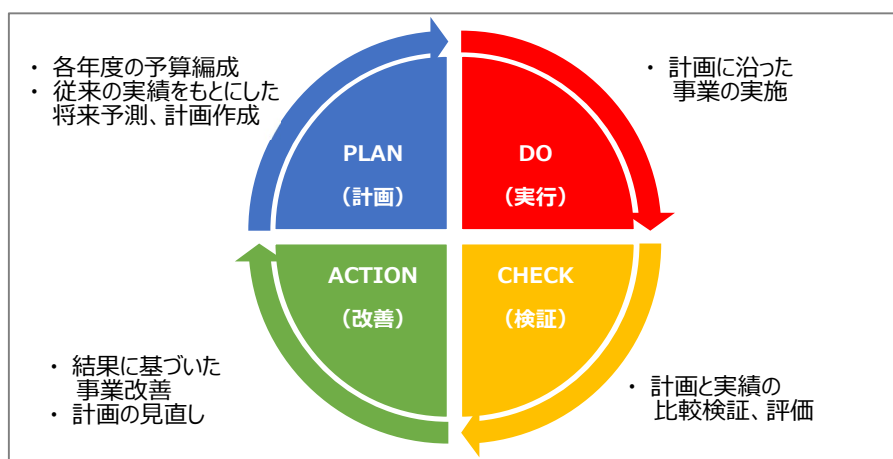 ・ 各年度の予算編成
・ 従来の実績をもとにした
将来予測、計画作成
PLAN
（計画）
DO
（実行）
・ 計画に沿った
事業の実施
ACTION
（改善）
CHECK
（検証）
・ 結果に基づいた
事業改善
・ 計画の見直し
・ 計画と実績の
比較検証、評価